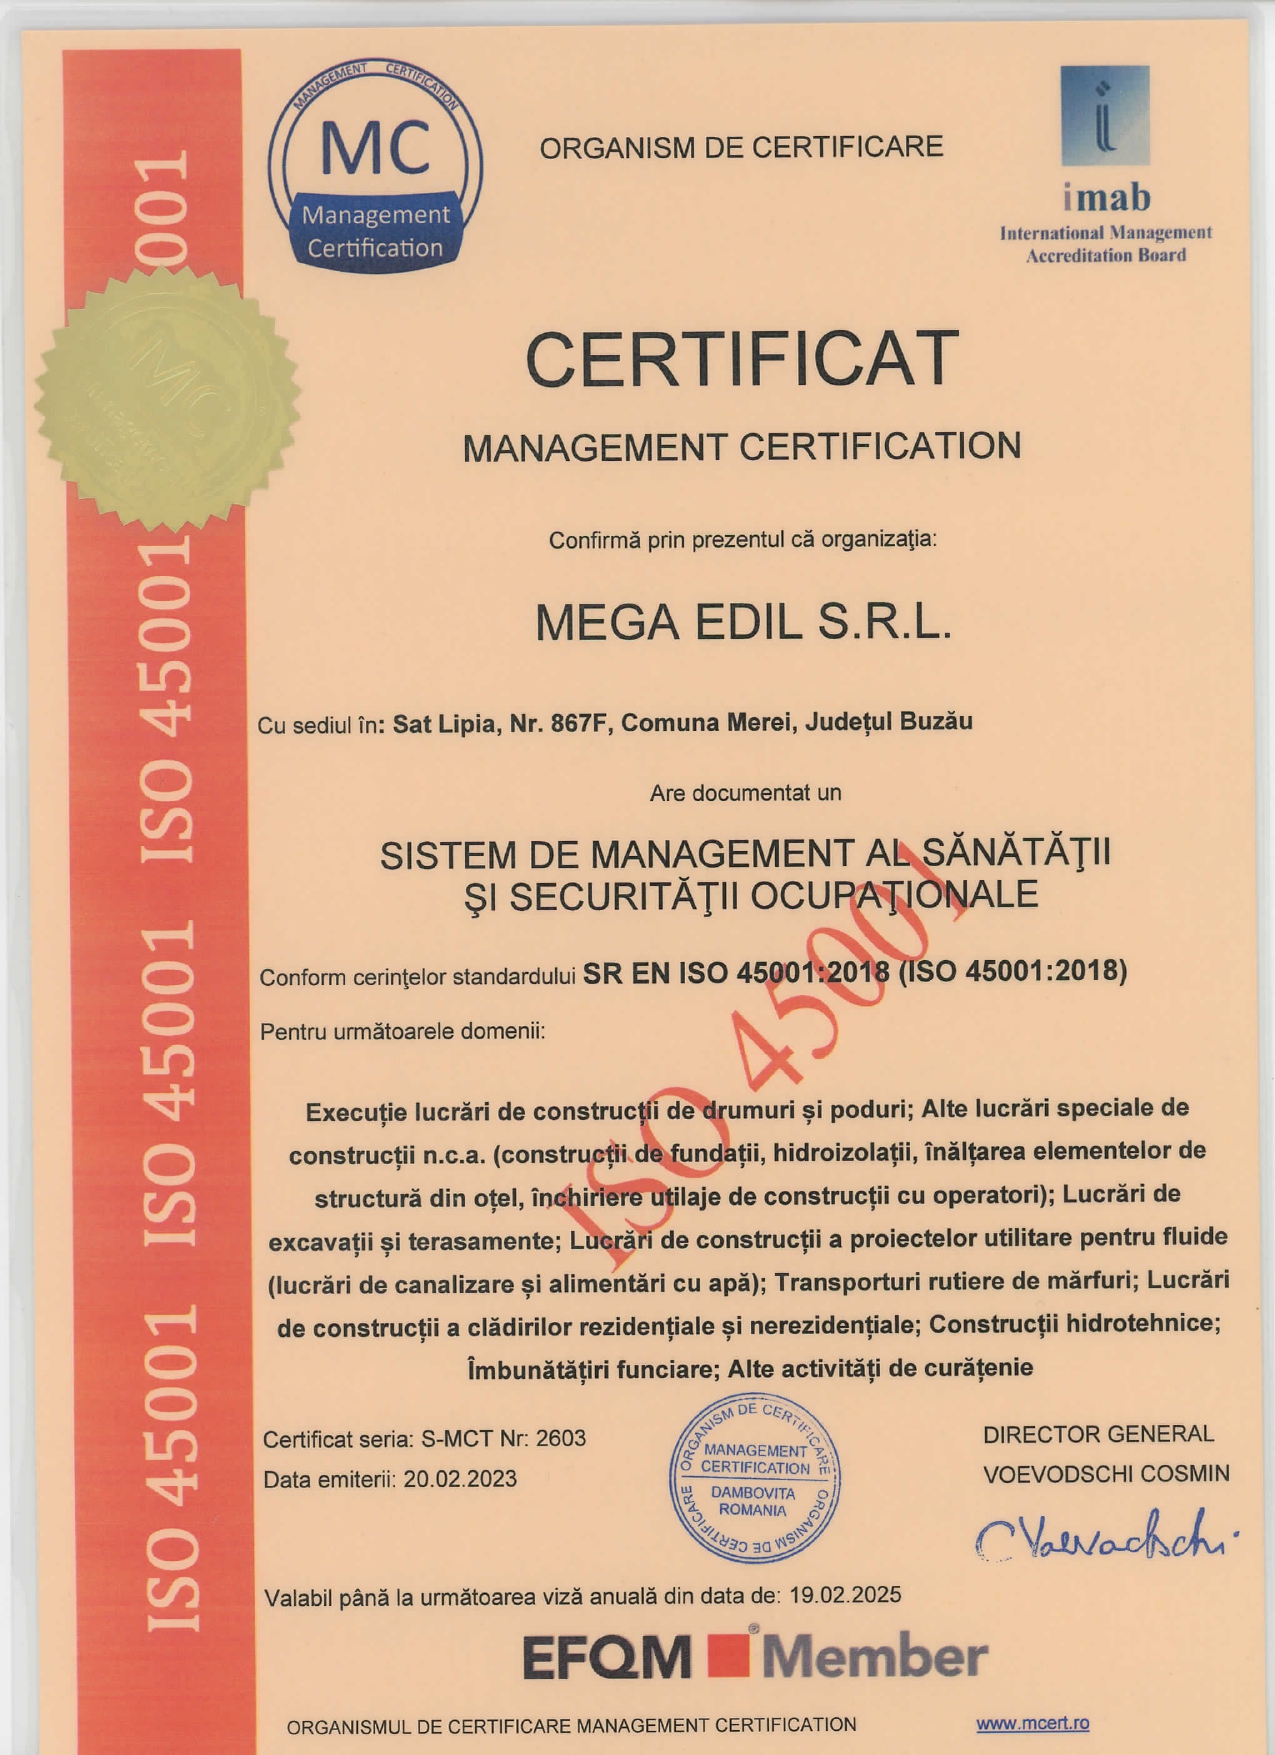 MANAGEMENT CERTIFICATION
MC
Management
Certification
ORGANISM DE CERTIFICARE
imab
International Management
Accreditation Board
001
ISO 45001
ISO 45001
ISO 45001
MC
CERTIFICAT
MANAGEMENT CERTIFICATION
Confirmă prin prezentul că organizaţia:
MEGA EDIL S.R.L.
Cu sediul în: Sat Lipia, Nr. 867F, Comuna Merei, Județul Buzău
Are documentat un
SISTEM DE MANAGEMENT AL SĂNĂTĂŢII
ŞI SECURITĂŢII OCUPAŢIONALE
ISO 45001
Conform cerinţelor standardului SR EN ISO 45001:2018 (ISO 45001:2018)
Pentru următoarele domenii:
Execuție lucrări de construcții de drumuri și poduri; Alte lucrări speciale de
construcții n.c.a. (construcții de fundații, hidroizolații, înălțarea elementelor de
structură din oțel, închiriere utilaje de construcții cu operatori); Lucrări de
excavații și terasamente; Lucrări de construcții a proiectelor utilitare pentru fluide
(lucrări de canalizare și alimentări cu apă); Transporturi rutiere de mărfuri; Lucrări
de construcții a clădirilor rezidențiale și nerezidențiale; Construcții hidrotehnice;
Îmbunătățiri funciare; Alte activități de curățenie
Certificat seria: S-MCT Nr: 2603
Data emiterii: 20.02.2023
ORGANISM DE CERTIFICARE ORGANISIM DE CERTIFICARE
MANAGEMENT
CERTIFICATION
DAMBOVITA
ROMANIA
DIRECTOR GENERAL
VOEVODSCHI COSMIN
CVoevodschi
Valabil până la următoarea viză anuală din data de: 19.02.2025
EFQM ® Member
ORGANISMUL DE CERTIFICARE MANAGEMENT CERTIFICATION
www.mcert.ro